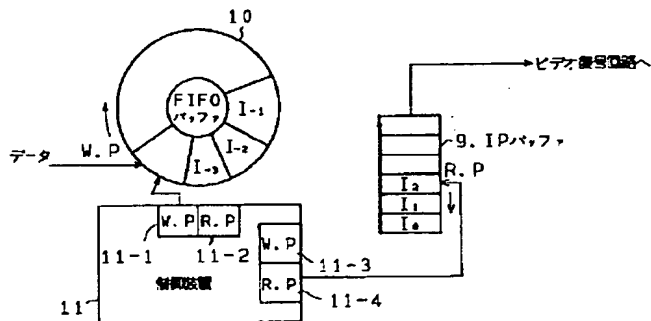 10
FIFO
バッファ
I-1
I-2
I-3
W.P
データ
ビデオ復号回路へ
9.IPバッファ
R.P
I2
I1
I0
W.P R.P
11-1
11-2
W.P
11-3
R.P
11-4
制御装置
11